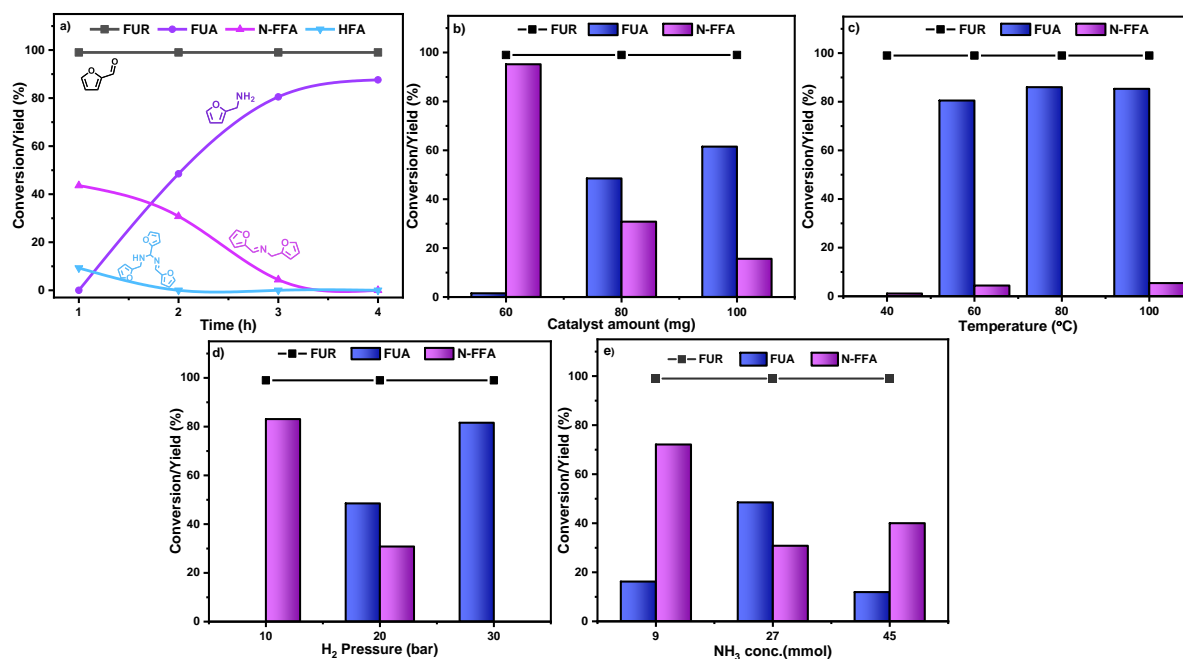 a)
FUR FUA N-FFA HFA
Conversion/Yield (%)
100
80
60
40
20
0
O
O
NH₂
O
O
HN
N
O
O
N
O
O
1 2 3 4
Time (h)
b)
FUR FUA N-FFA
Conversion/Yield (%)
100
80
60
40
20
0
60 80 100
Catalyst amount (mg)
c)
FUR FUA N-FFA
Conversion/Yield (%)
100
80
60
40
20
0
40 60 80 100
Temperature (ºC)
d)
FUR FUA N-FFA
Conversion/Yield (%)
100
80
60
40
20
0
10 20 30
H₂ Pressure (bar)
e)
FUR FUA N-FFA
Conversion/Yield (%)
100
80
60
40
20
0
9 27 45
NH₃ conc.(mmol)